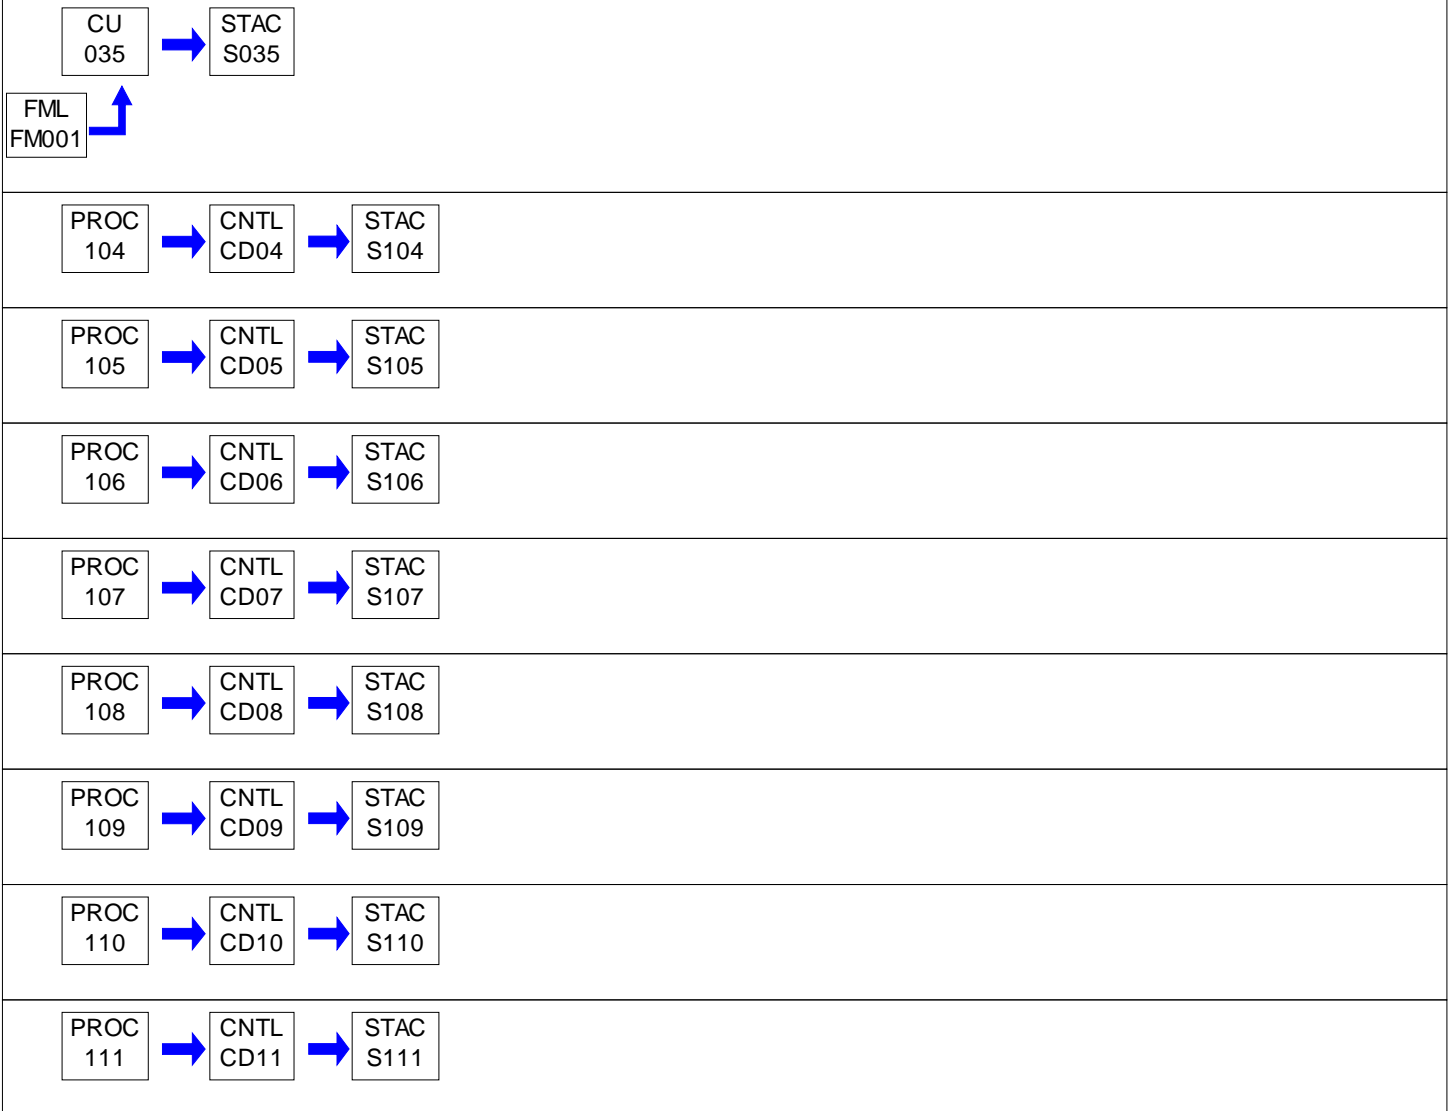 CU
035
STAC
S035
FML
FM001
PROC
104
CNTL
CD04
STAC
S104
PROC
105
CNTL
CD05
STAC
S105
PROC
106
CNTL
CD06
STAC
S106
PROC
107
CNTL
CD07
STAC
S107
PROC
108
CNTL
CD08
STAC
S108
PROC
109
CNTL
CD09
STAC
S109
PROC
110
CNTL
CD10
STAC
S110
PROC
111
CNTL
CD11
STAC
S111